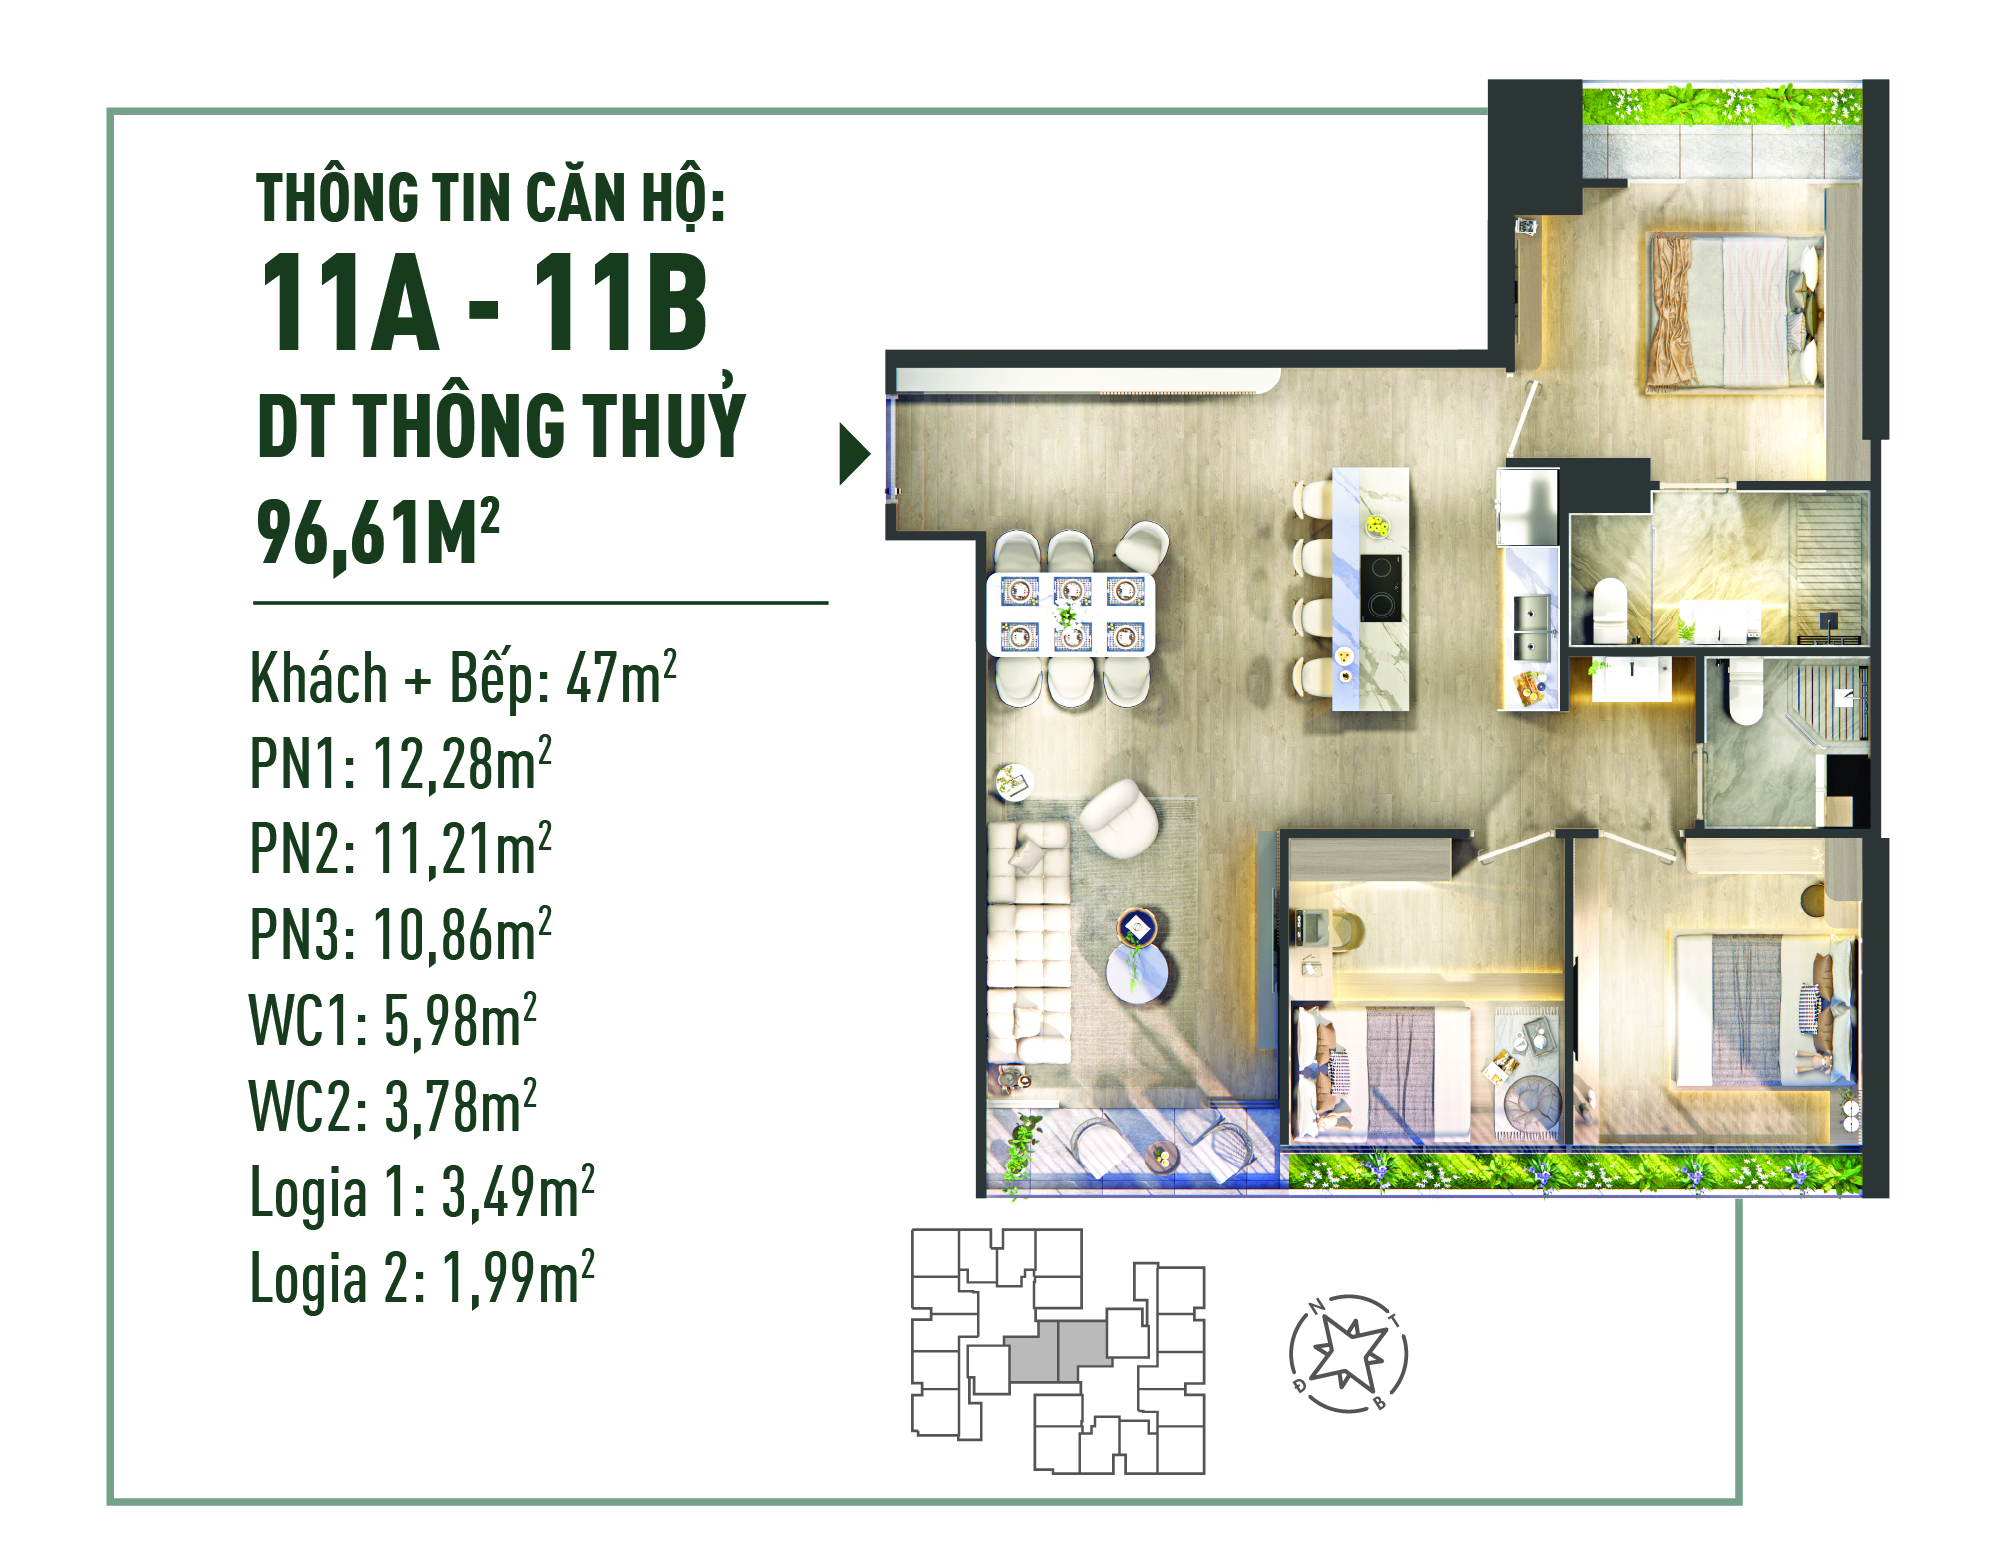 THÔNG TIN CĂN HỘ:
11A - 11B
DT THÔNG THUỶ
96,61M²
Khách + Bếp: 47m²
PN1: 12,28m²
PN2: 11,21m²
PN3: 10,86m²
WC1: 5,98m²
WC2: 3,78m²
Logia 1: 3,49m²
Logia 2: 1,99m²
N
T
Đ
B